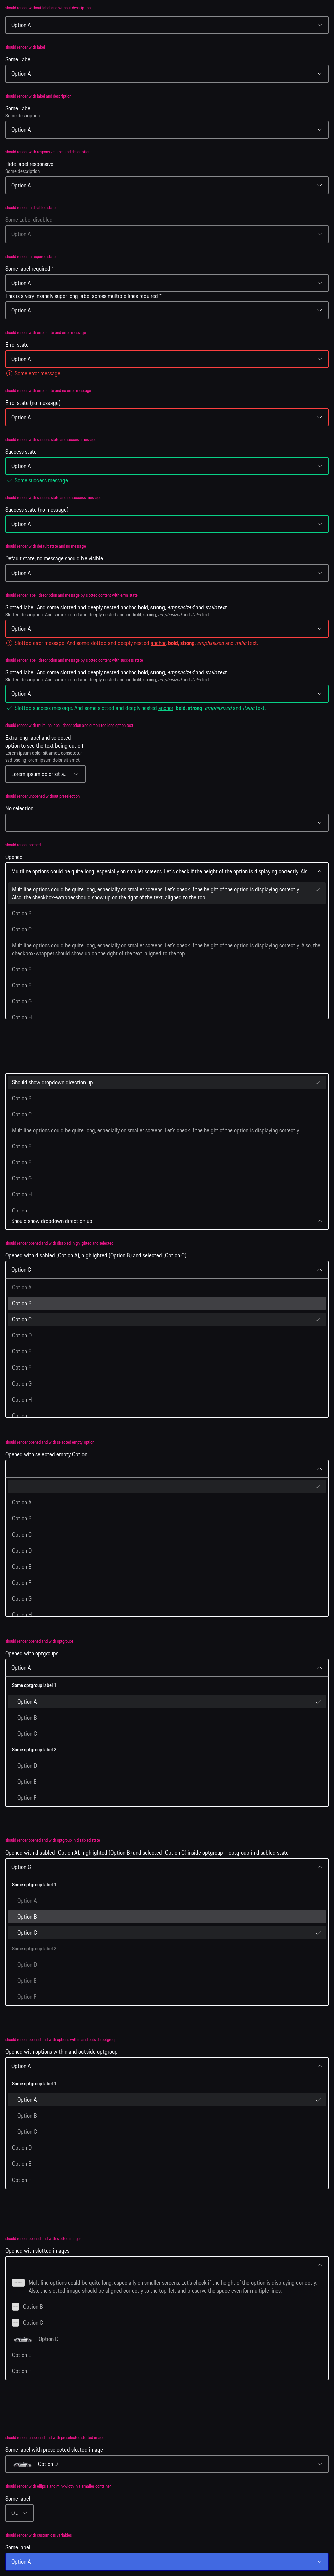 should render without label and without description
Option A
should render with label
Some Label
Option A
should render with label and description
Some Label
Some description
Option A
should render with responsive label and description
Hide label responsive
Some description
Option A
should render in disabled state
Some Label disabled
Option A
should render in required state
Some label required *
Option A
This is a very insanely super long label across multiple lines required *
Option A
should render with error state and error message
Error state
Option A
Some error message.
should render with error state and no error message
Error state (no message)
Option A
should render with success state and success message
Success state
Option A
Some success message.
should render with success state and no success message
Success state (no message)
Option A
should render with default state and no message
Default state, no message should be visible
Option A
should render label, description and message by slotted content with error state
Slotted label. And some slotted and deeply nested anchor, bold, strong, emphasized and italic text.
Slotted description. And some slotted and deeply nested anchor, bold, strong, emphasized and italic text.
Option A
Slotted error message. And some slotted and deeply nested anchor, bold, strong, emphasized and italic text.
should render label, description and message by slotted content with success state
Slotted label. And some slotted and deeply nested anchor, bold, strong, emphasized and italic text.
Slotted description. And some slotted and deeply nested anchor, bold, strong, emphasized and italic text.
Option A
Slotted success message. And some slotted and deeply nested anchor, bold, strong, emphasized and italic text.
should render with multiline label, description and cut off too long option text
Extra long label and selected
option to see the text being cut off
Lorem ipsum dolor sit amet, consetetur
sadipscing lorem ipsum dolor sit amet
Lorem ipsum dolor sit a...
should render unopened without preselection
No selection
should render opened
Opened
Multiline options could be quite long, especially on smaller screens. Let's check if the height of the option is displayed correctly. Als...
Multiline options could be quite long, especially on smaller screens. Let's check if the height of the option is displayed correctly.
Also, the checkbox-wrapper should show up on the right of the text, aligned to the top.
Option B
Option C
Multiline options could be quite long, especially on smaller screens. Let's check if the height of the option is displayed correctly. Also, the
checkbox-wrapper should show up on the right of the text, aligned to the top.
Option E
Option F
Option G
Option H
Should show dropdown direction up
Option B
Option C
Multiline options could be quite long, especially on smaller screens. Let's check if the height of the option is displayed correctly.
Option E
Option F
Option G
Option H
Option I
Should show dropdown direction up
should render opened and with disabled, highlighted and selected
Opened with disabled (Option A), highlighted (Option B) and selected (Option C)
Option C
Option A
Option B
Option C
Option D
Option E
Option F
Option G
Option H
Option I
should render opened and with selected empty option
Opened with selected empty Option
Option A
Option B
Option C
Option D
Option E
Option F
Option G
Option H
should render opened and with optgroups
Opened with optgroups
Option A
Some optgroup label 1
Option A
Option B
Option C
Some optgroup label 2
Option D
Option E
Option F
should render opened and with optgroup in disabled state
Opened with disabled (Option A), highlighted (Option B) and selected (Option C) inside optgroup + optgroup in disabled state
Option C
Some optgroup label 1
Option A
Option B
Option C
Some optgroup label 2
Option D
Option E
Option F
should render opened and with options within and outside optgroup
Opened with options within and outside optgroup
Option A
Some optgroup label 1
Option A
Option B
Option C
Option D
Option E
Option F
should render opened and with slotted images
Opened with slotted images
Multiline options could be quite long, especially on smaller screens. Let's check if the height of the option is displayed correctly.
Also, the slotted image should be aligned correctly to the top-left and preserve the space even for multiple lines.
Option B
Option C
Option D
Option E
Option F
should render unopened and with preselected slotted image
Some label with preselected slotted image
Option D
should render with ellipsis and min-width in a smaller container
Some label
O...
should render with custom css variables
Some label
Option A